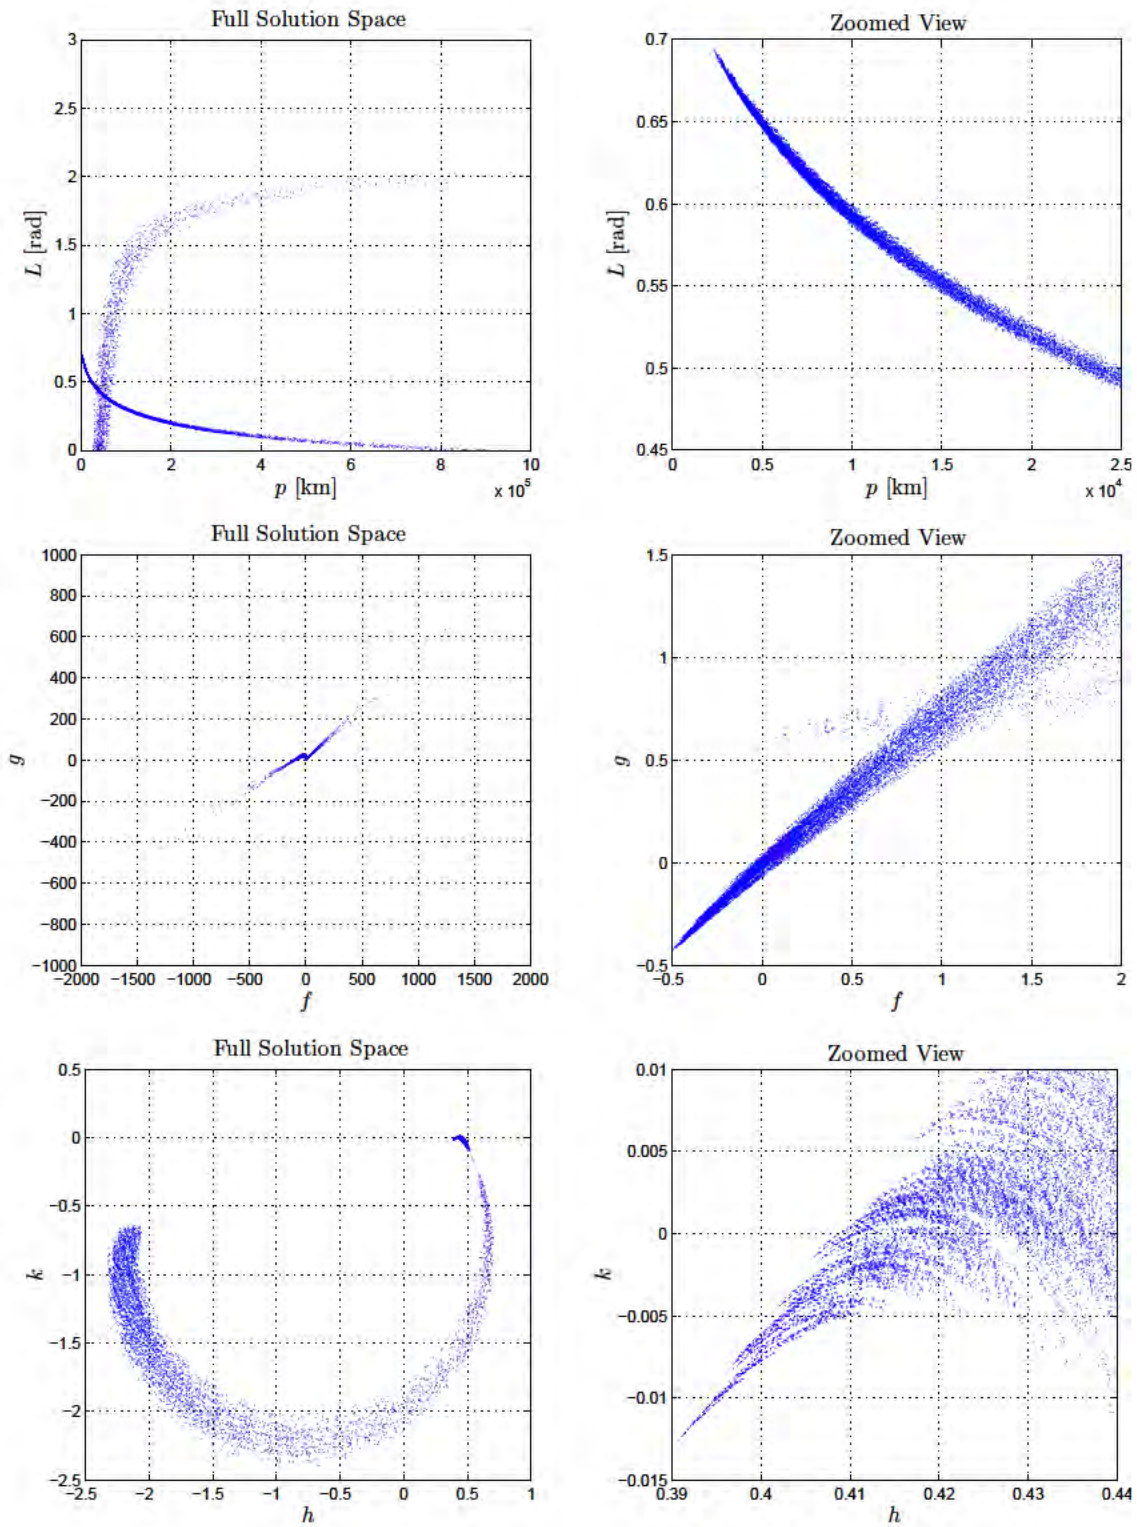 Full Solution Space
3
2.5
2
1.5
1
0.5
0
L [rad]
0 2 4 6 8 10
p [km]
x 10⁵
Zoomed View
0.7
0.65
0.6
0.55
0.5
0.45
L [rad]
0 0.5 1 1.5 2 2.5
p [km]
x 10⁴
Full Solution Space
1000
800
600
400
200
0
−200
−400
−600
−800
−1000
g
−2000 −1500 −1000 −500 0 500 1000 1500 2000
f
Zoomed View
1.5
1
0.5
0
−0.5
g
−0.5 0 0.5 1 1.5 2
f
Full Solution Space
0.5
0
−0.5
−1
−1.5
−2
−2.5
k
−2.5 −2 −1.5 −1 −0.5 0 0.5 1
h
Zoomed View
0.01
0.005
0
−0.005
−0.01
−0.015
k
0.39 0.4 0.41 0.42 0.43 0.44
h